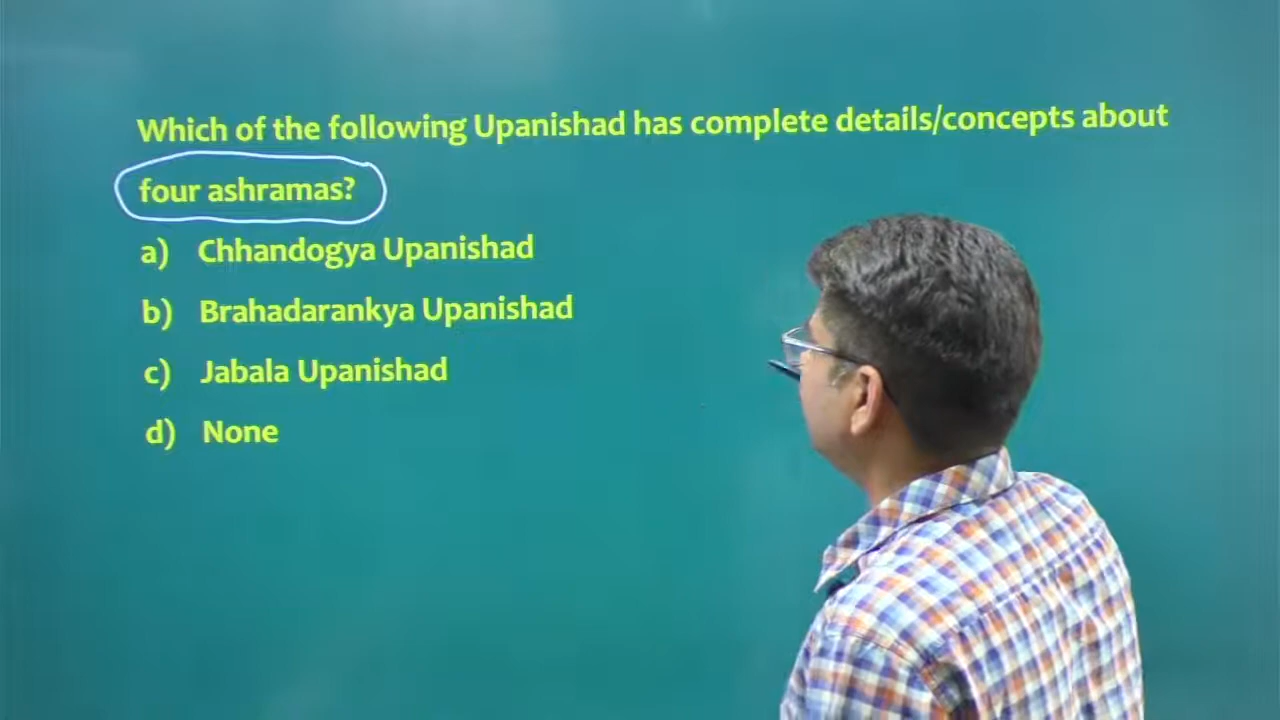 Which of the following Upanishad has complete details/concepts about
four ashramas?
a) Chhandogya Upanishad
b) Brahadarankya Upanishad
c) Jabala Upanishad
d) None